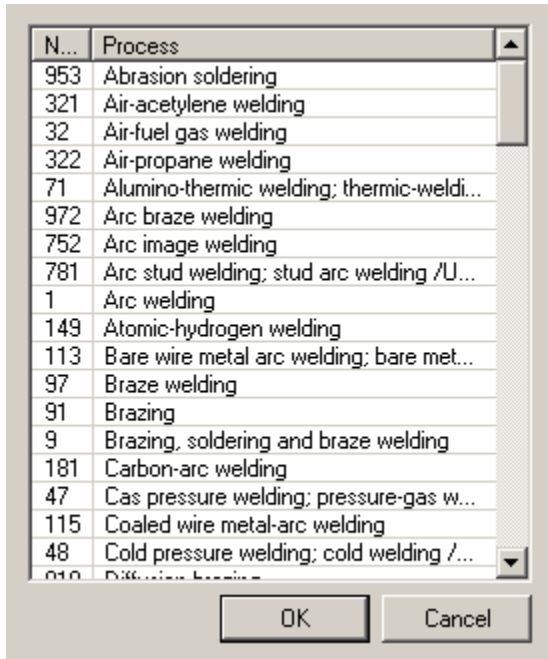 N... Process
953 Abrasion soldering
321 Air-acetylene welding
32 Air-fuel gas welding
322 Air-propane welding
71 Alumino-thermic welding; thermic-weldi...
972 Arc braze welding
752 Arc image welding
781 Arc stud welding; stud arc welding /U...
1 Arc welding
149 Atomic-hydrogen welding
113 Bare wire metal arc welding; bare met...
97 Braze welding
91 Brazing
9 Brazing, soldering and braze welding
181 Carbon-arc welding
47 Cas pressure welding; pressure-gas w...
115 Coaled wire metal-arc welding
48 Cold pressure welding; cold welding /...
Diffusion brazing
OK Cancel